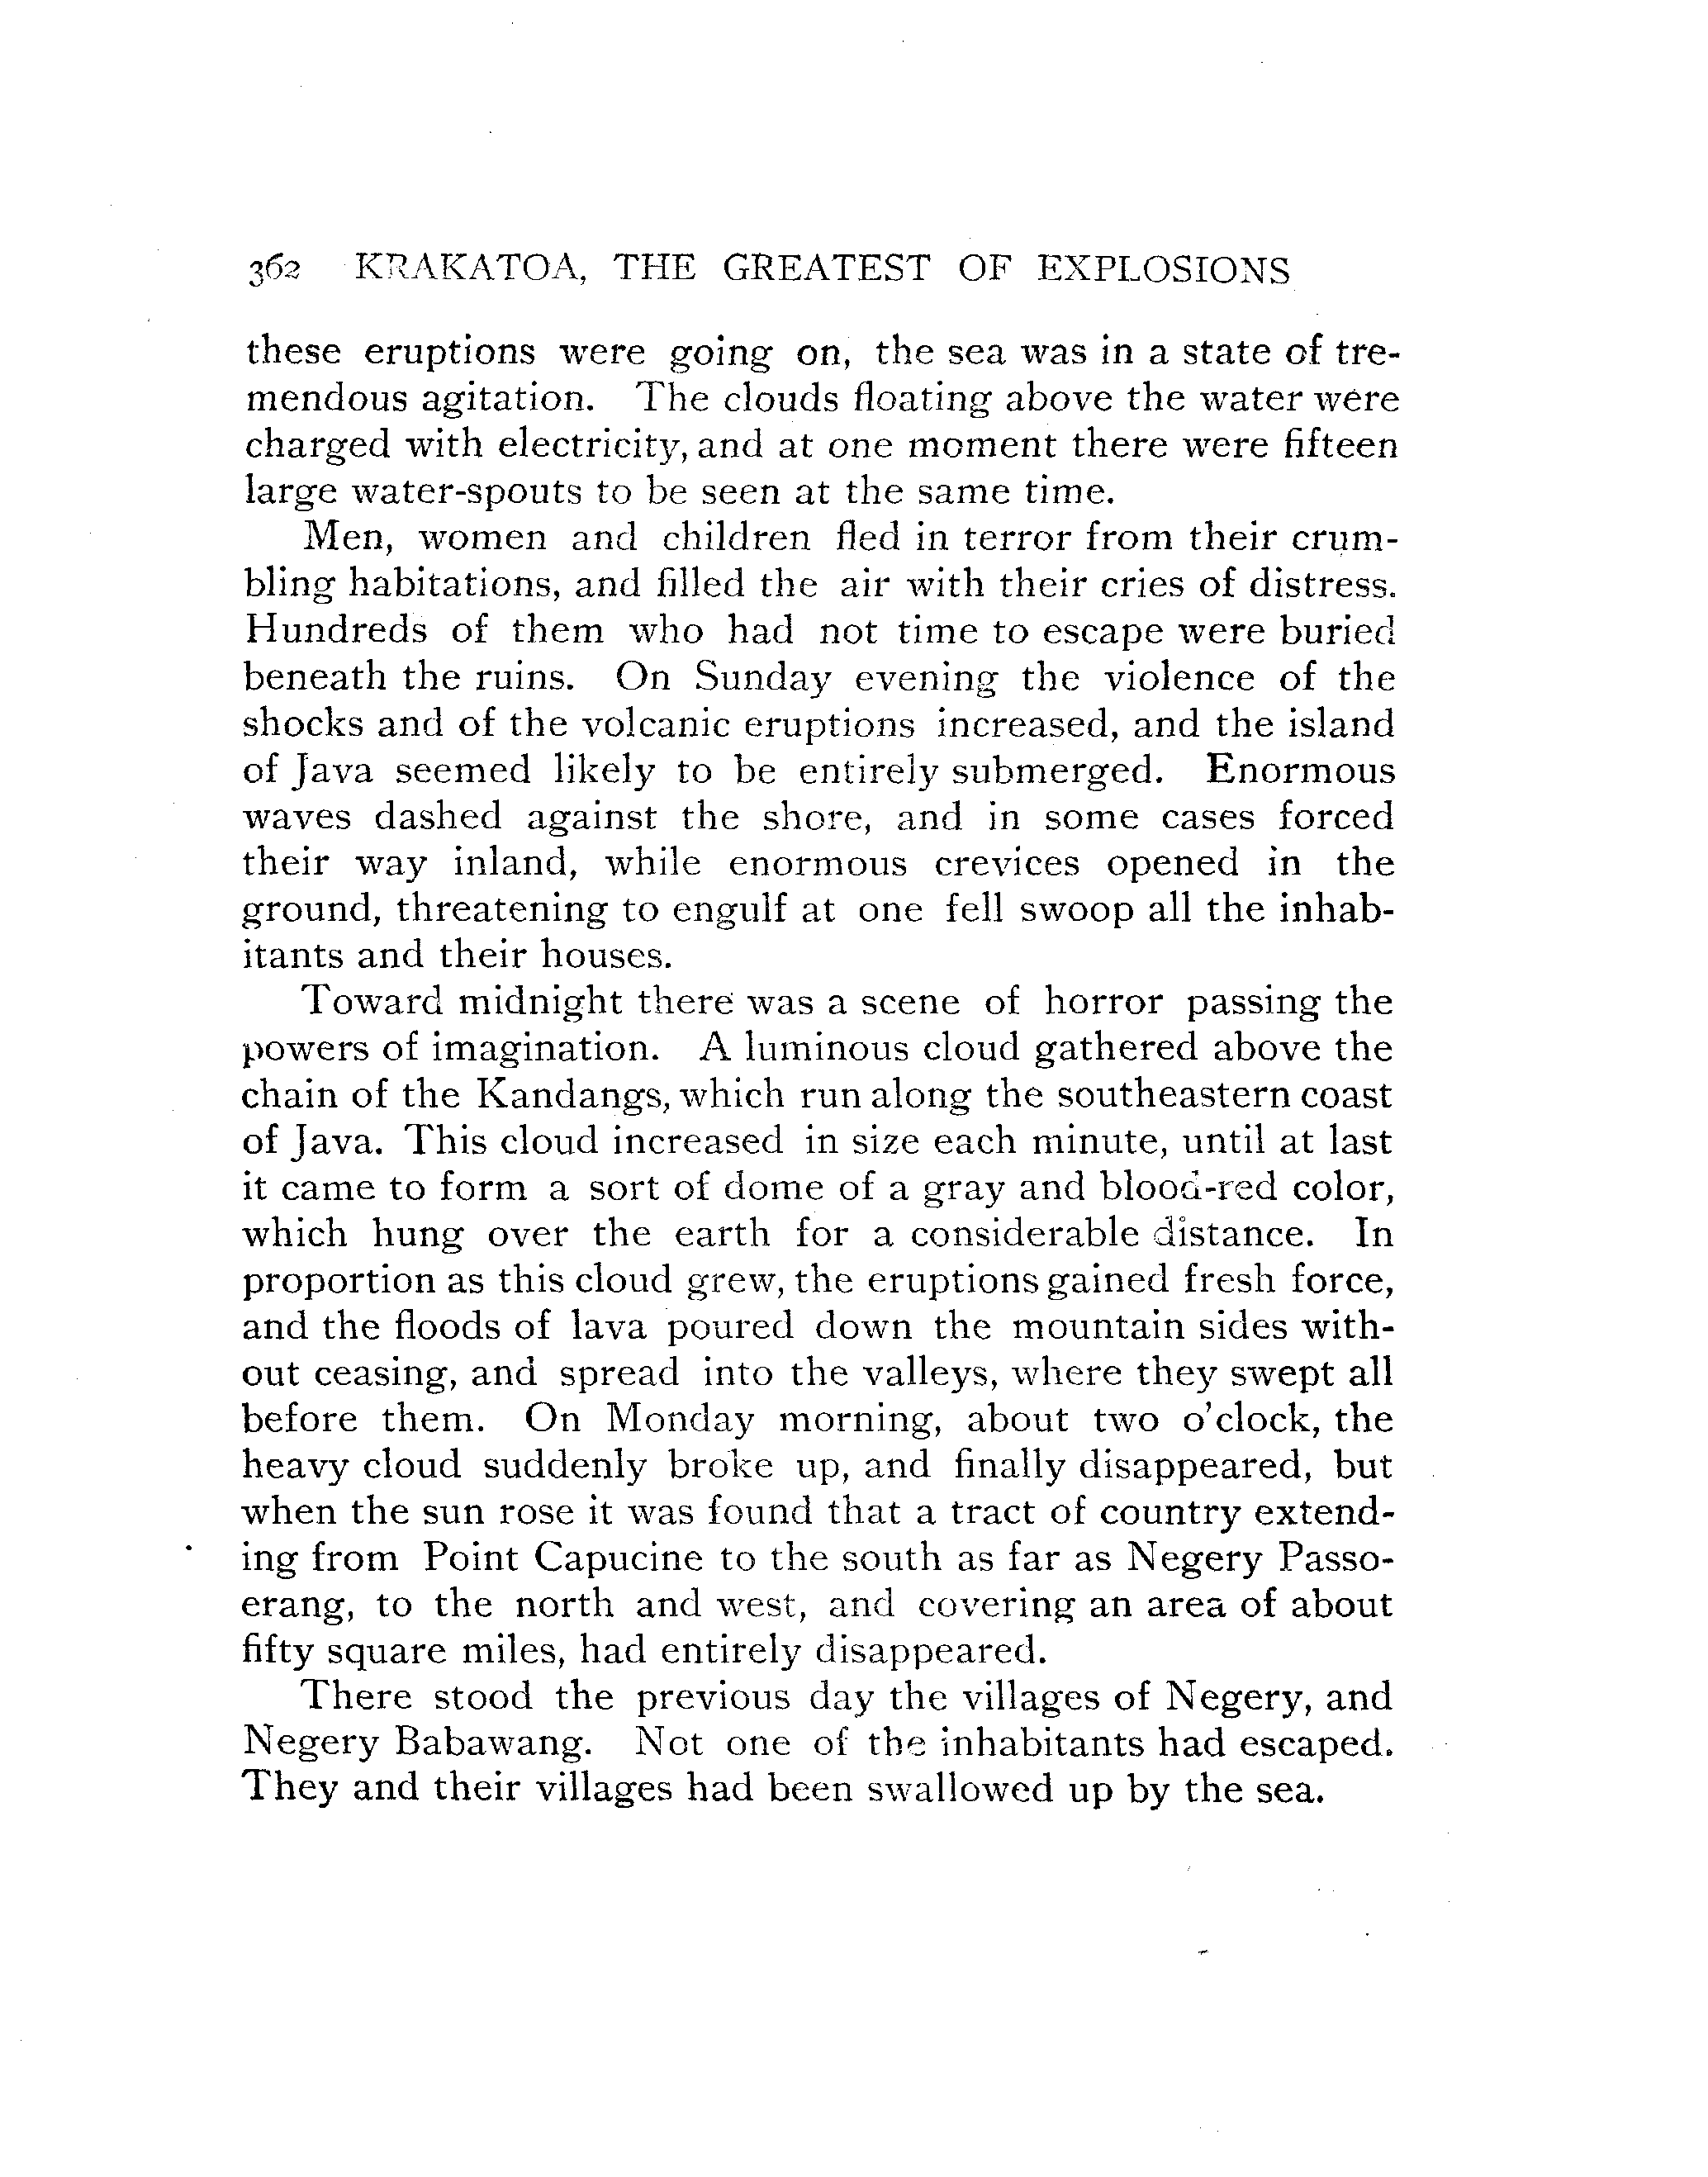 362 KRAKATOA, THE GREATEST OF EXPLOSIONS
these eruptions were going on, the sea was in a state of tre-
mendous agitation. The clouds floating above the water were
charged with electricity, and at one moment there were fifteen
large water-spouts to be seen at the same time.
Men, women and children fled in terror from their crum-
bling habitations, and filled the air with their cries of distress.
Hundreds of them who had not time to escape were buried
beneath the ruins. On Sunday evening the violence of the
shocks and of the volcanic eruptions increased, and the island
of Java seemed likely to be entirely submerged. Enormous
waves dashed against the shore, and in some cases forced
their way inland, while enormous crevices opened in the
ground, threatening to engulf at one fell swoop all the inhab-
itants and their houses.
Toward midnight there was a scene of horror passing the
powers of imagination. A luminous cloud gathered above the
chain of the Kandangs, which run along the southeastern coast
of Java. This cloud increased in size each minute, until at last
it came to form a sort of dome of a gray and blood-red color,
which hung over the earth for a considerable distance. In
proportion as this cloud grew, the eruptions gained fresh force,
and the floods of lava poured down the mountain sides with-
out ceasing, and spread into the valleys, where they swept all
before them. On Monday morning, about two o'clock, the
heavy cloud suddenly broke up, and finally disappeared, but
when the sun rose it was found that a tract of country extend-
ing from Point Capucine to the south as far as Negery Passo-
erang, to the north and west, and covering an area of about
fifty square miles, had entirely disappeared.
There stood the previous day the villages of Negery, and
Negery Babawang. Not one of the inhabitants had escaped.
They and their villages had been swallowed up by the sea.